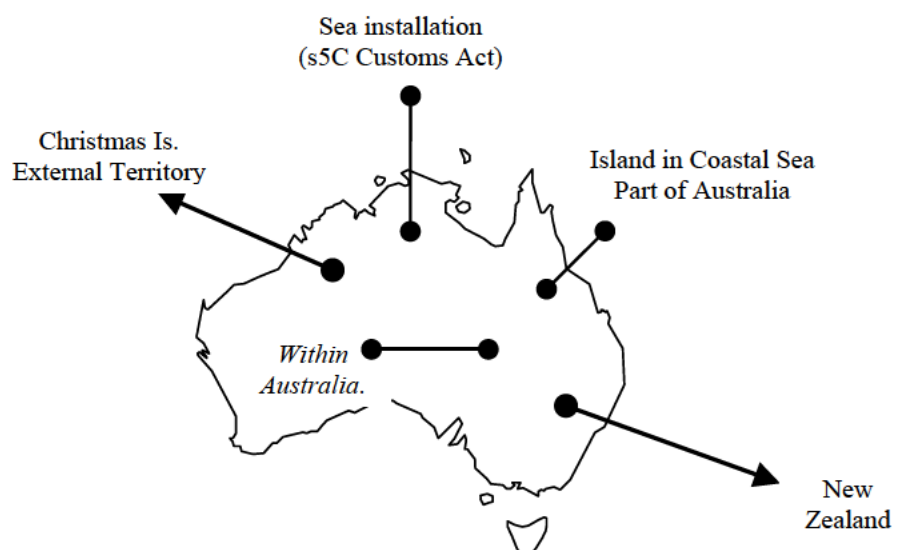 Sea installation
(s5C Customs Act)
Christmas Is.
External Territory
Island in Coastal Sea
Part of Australia
Within
Australia.
New
Zealand